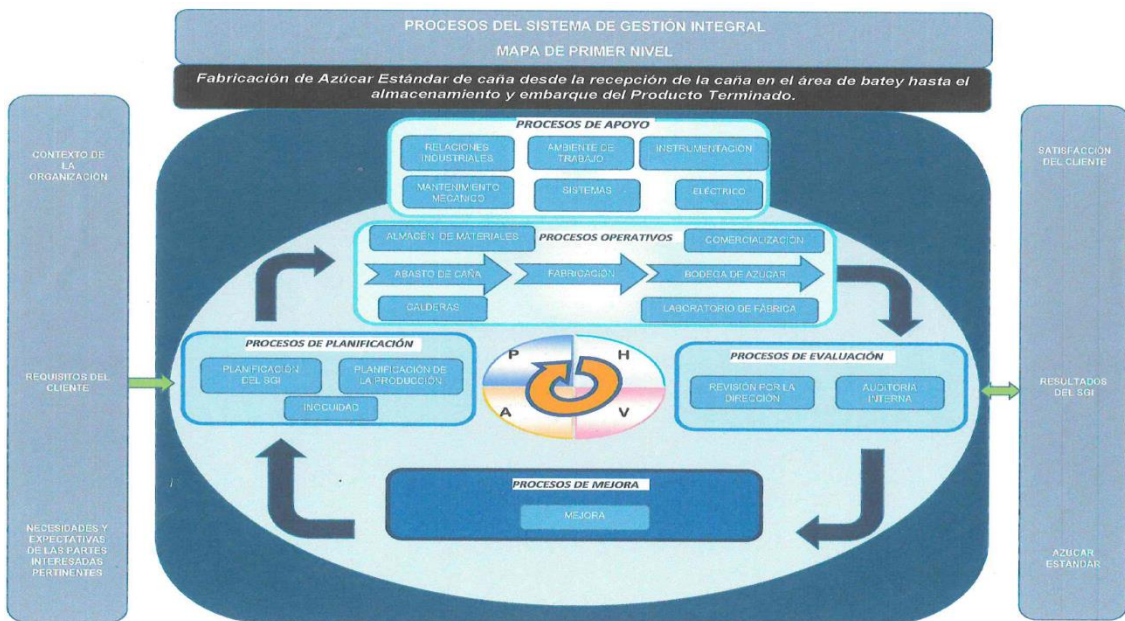 PROCESOS DEL SISTEMA DE GESTIÓN INTEGRAL
MAPA DE PRIMER NIVEL
Fabricación de Azúcar Estándar de caña desde la recepción de la caña en el área de batey hasta el
almacenamiento y embarque del Producto Terminado.
CONTEXTO DE
LA
ORGANIZACIÓN
REQUISITOS DEL
CLIENTE
NECESIDADES Y
EXPECTATIVAS
DE LAS PARTES
INTERESADAS
PERTINENTES
PROCESOS DE APOYO
RELACIONES
INDUSTRIALES
AMBIENTE DE
TRABAJO
INSTRUMENTACIÓN
MANTENIMIENTO
MECANICO
SISTEMAS
ELÉCTRICO
ALMACÉN DE MATERIALES
PROCESOS OPERATIVOS
COMERCIALIZACIÓN
ABASTO DE CAÑA
FABRICACIÓN
BODEGA DE AZÚCAR
CALDERAS
LABORATORIO DE FÁBRICA
PROCESOS DE PLANIFICACIÓN
PLANIFICACIÓN
DEL SGI
PLANIFICACIÓN DE
LA PRODUCCIÓN
INOCUIDAD
P
H
A
V
PROCESOS DE EVALUACIÓN
REVISIÓN POR LA
DIRECCIÓN
AUDITORIA
INTERNA
PROCESOS DE MEJORA
MEJORA
SATISFACCIÓN
DEL CLIENTE
RESULTADOS
DEL SGI
AZUCAR
ESTÁNDAR